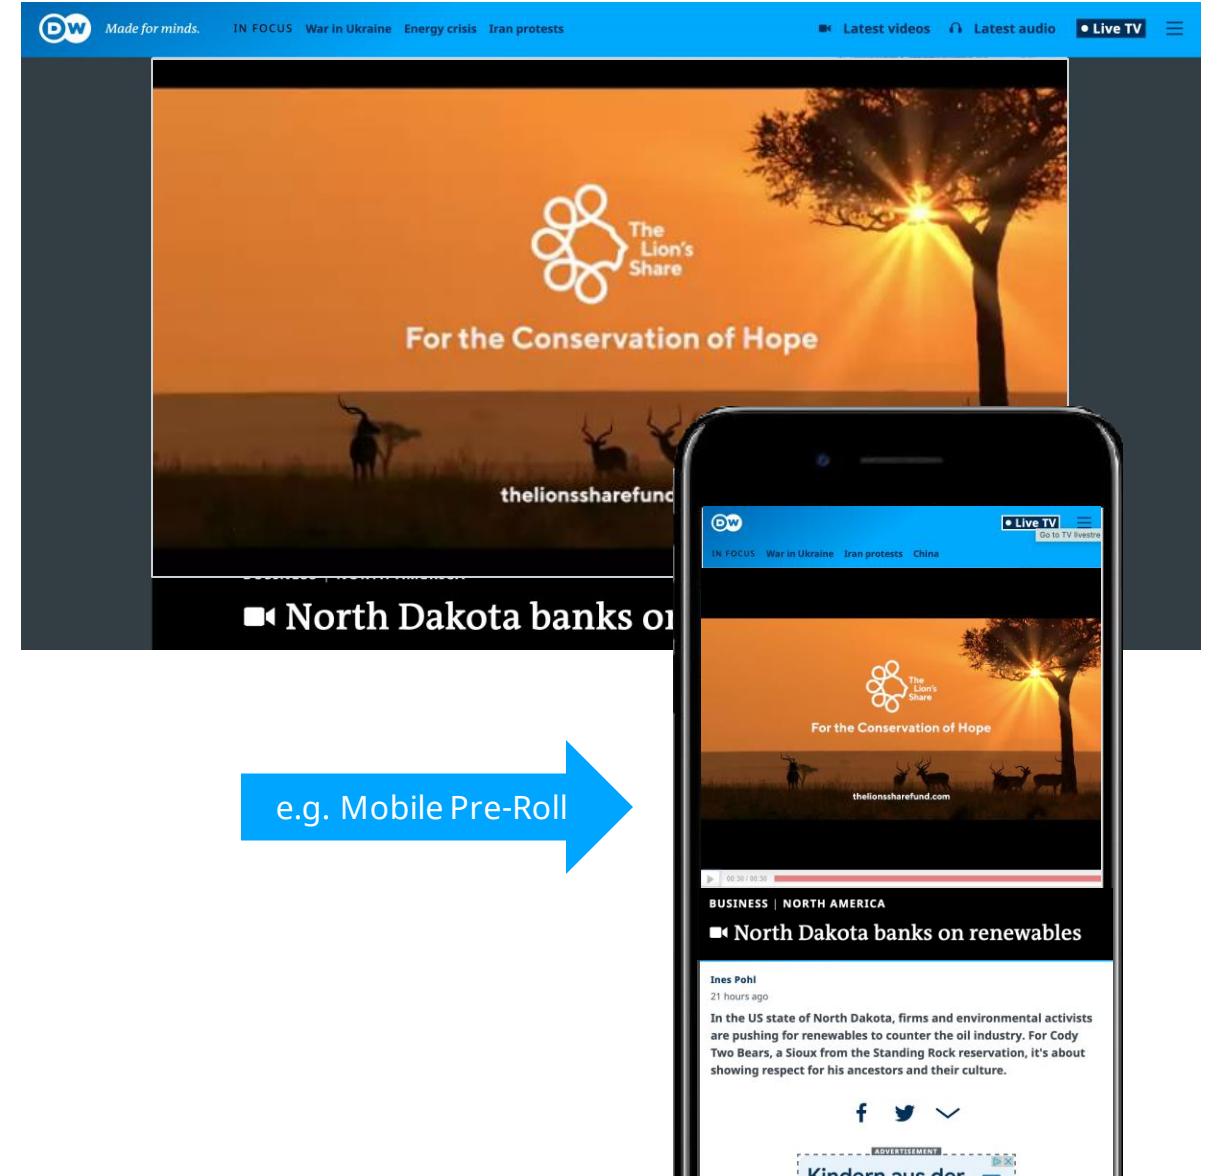 DW Made for minds. IN FOCUS War in Ukraine Energy crisis Iran protests Latest videos Latest audio • Live TV
The
Lion's
Share
For the Conservation of Hope
thelionssharefund
North Dakota banks on
e.g. Mobile Pre-Roll
DW • Live TV
Go to TV livestre
IN FOCUS War in Ukraine Iran protests China
The
Lion's
Share
For the Conservation of Hope
thelionssharefund.com
00:30 / 00:30
BUSINESS | NORTH AMERICA
North Dakota banks on renewables
Ines Pohl
21 hours ago
In the US state of North Dakota, firms and environmental activists
are pushing for renewables to counter the oil industry. For Cody
Two Bears, a Sioux from the Standing Rock reservation, it's about
showing respect for his ancestors and their culture.
ADVERTISEMENT
Kindern aus der